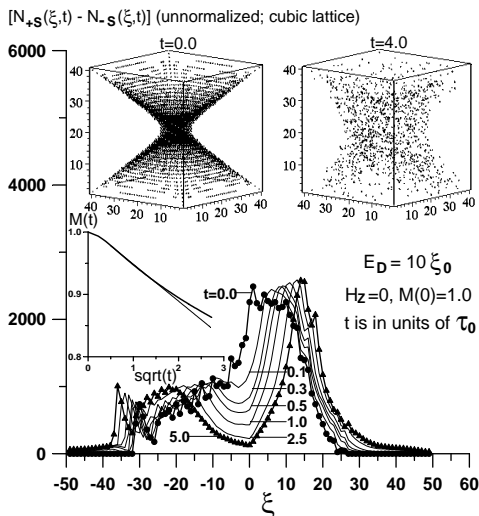 [N+S(ξ,t) - N-S(ξ,t)] (unnormalized; cubic lattice)
6000
t=0.0
t=4.0
40
30
20
10
40
30
20
10
40 30 20 10
10 20 30 40
40 30 20 10
10 20 30 40
4000
M(t)
1.0
0.9
0.8
0 1 2 3
sqrt(t)
t=0.0
E D = 10 ξ0
Hz=0, M(0)=1.0
t is in units of τ0
2000
0.1
0.3
0.5
1.0
5.0
2.5
0
-50 -40 -30 -20 -10 0 10 20 30 40 50 60
ξ